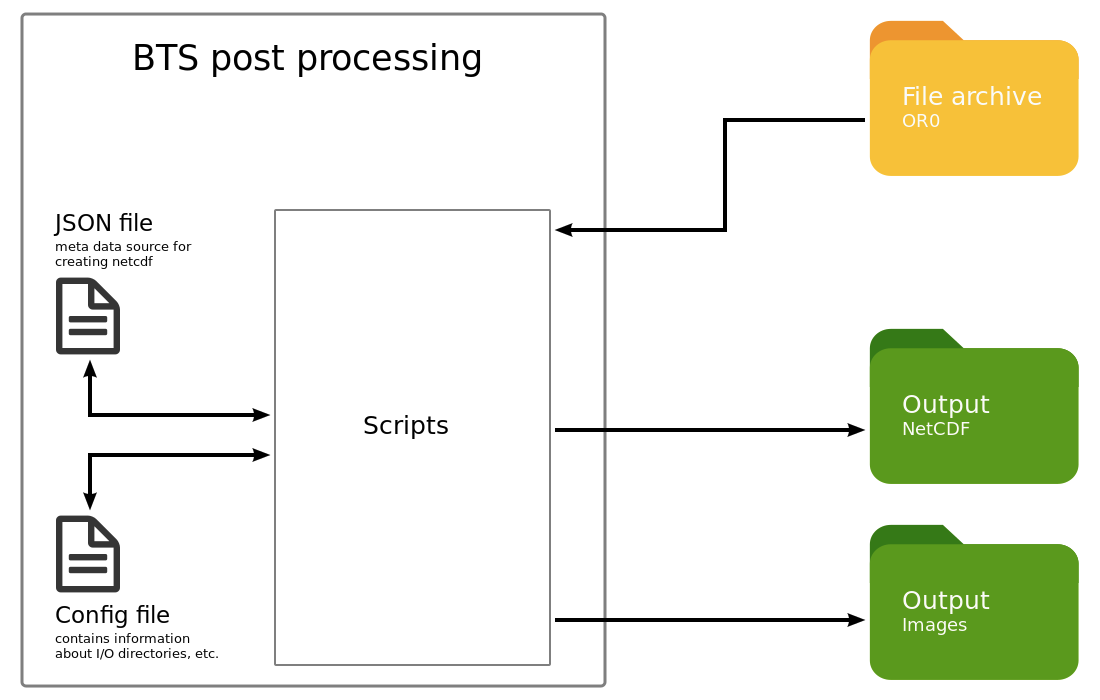 BTS post processing
File archive
OR0
JSON file
meta data source for
creating netcdf
Scripts
Output
NetCDF
Output
Images
Config file
contains information
about I/O directories, etc.